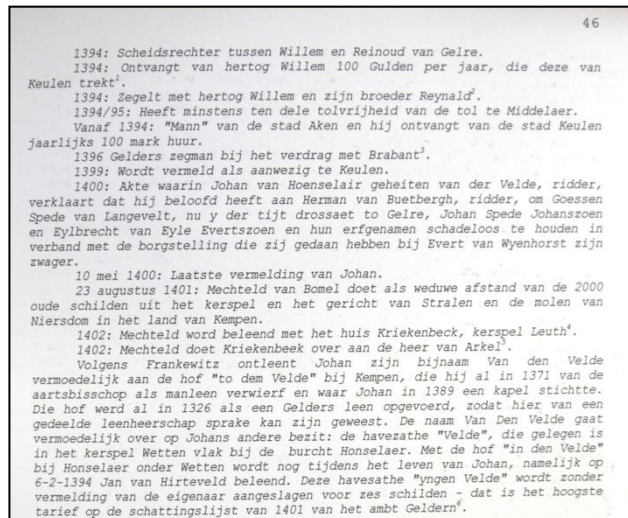 46
1394: Scheidsrechter tussen Willem en Reinoud van Gelre.
1394: Ontvangt van hertog Willem 100 Gulden per jaar, die deze van
Keulen trekt¹.
1394: Zegelt met hertog Willem en zijn broeder Reynald².
1394/95: Heeft minstens ten dele tolvrijheid van de tol te Middelaer.
Vanaf 1394: "Mann" van de stad Aken en hij ontvangt van de stad Keulen
jaarlijks 100 mark huur.
1396 Gelders zegman bij het verdrag met Brabant³.
1399: Wordt vermeld als aanwezig te Keulen.
1400: Akte waarin Johan van Hoenselair geheiten van der Velde, ridder,
verklaart dat hij beloofd heeft aan Herman van Buetbergh, ridder, om Goessen
Spede van Langevelt, nu y der tijt drossaet to Gelre, Johan Spede Johanszoen
en Eylbrecht van Eyle Evertszoen en hun erfgenamen schadeloos te houden in
verband met de borgstelling die zij gedaan hebben bij Evert van Wyenhorst zijn
zwager.
10 mei 1400: Laatste vermelding van Johan.
23 augustus 1401: Mechteld van Bomel doet als weduwe afstand van de 2000
oude schilden uit het kerspel en het gericht van Stralen en de molen van
Niersdom in het land van Kempen.
1402: Mechteld word beleend met het huis Kriekenbeck, kerspel Leuth⁴.
1402: Mechteld doet Kriekenbeek over aan de heer van Arkel⁵.
Volgens Frankewitz ontleent Johan zijn bijnaam Van den Velde
vermoedelijk aan de hof "to dem Velde" bij Kempen, die hij al in 1371 van de
aartsbisschop als manleen verwierf en waar Johan in 1389 een kapel stichtte.
Die hof werd al in 1326 als een Gelders leen opgevoerd, zodat hier van een
gedeelde leenheerschap sprake kan zijn geweest. De naam Van Den Velde gaat
vermoedelijk over op Johans andere bezit: de havezathe "Velde", die gelegen is
in het kerspel Wetten vlak bij de burcht Honselaer. Met de hof "in den Velde"
bij Honselaer onder Wetten wordt nog tijdens het leven van Johan, namelijk op
6-2-1394 Jan van Hirteveld beleend. Deze havesathe "yngen Velde" wordt zonder
vermelding van de eigenaar aangeslagen voor zes schilden - dat is het hoogste
tarief op de schattingslijst van 1401 van het ambt Geldern⁶.